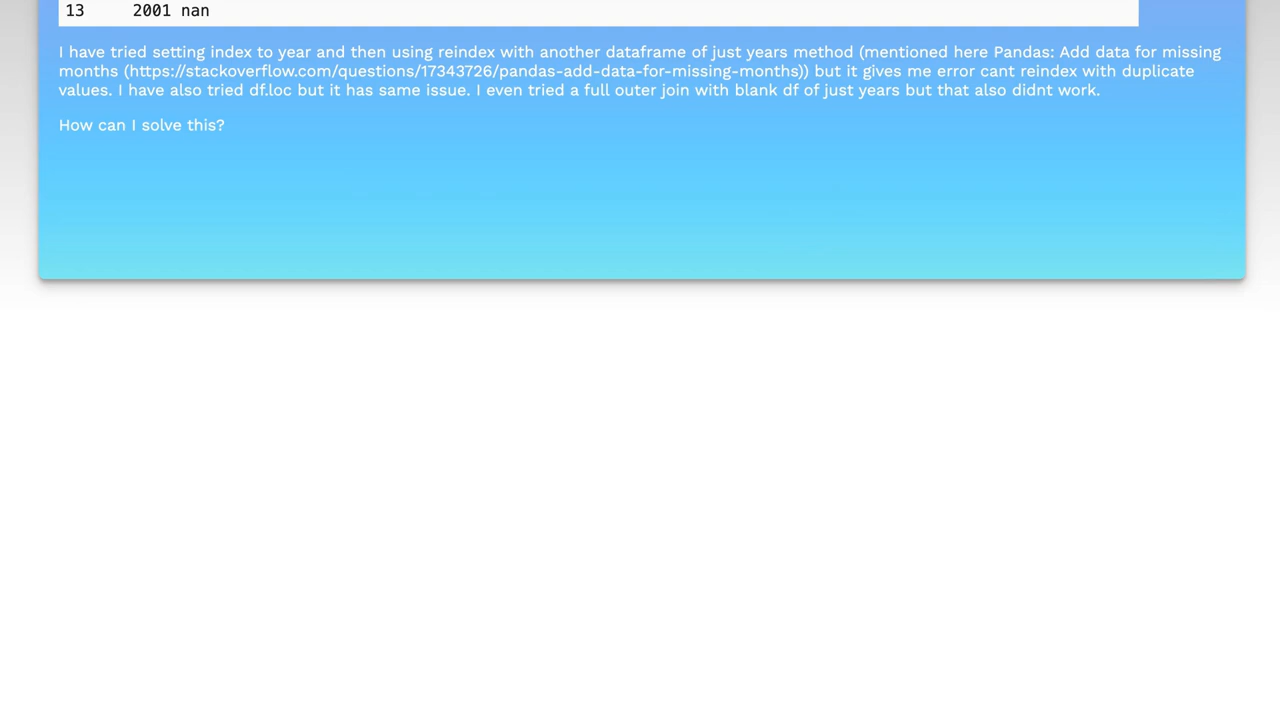 13     2001 nan
I have tried setting index to year and then using reindex with another dataframe of just years method (mentioned here Pandas: Add data for missing
months (https://stackoverflow.com/questions/17343726/pandas-add-data-for-missing-months)) but it gives me error cant reindex with duplicate
values. I have also tried df.loc but it has same issue. I even tried a full outer join with blank df of just years but that also didnt work.
How can I solve this?